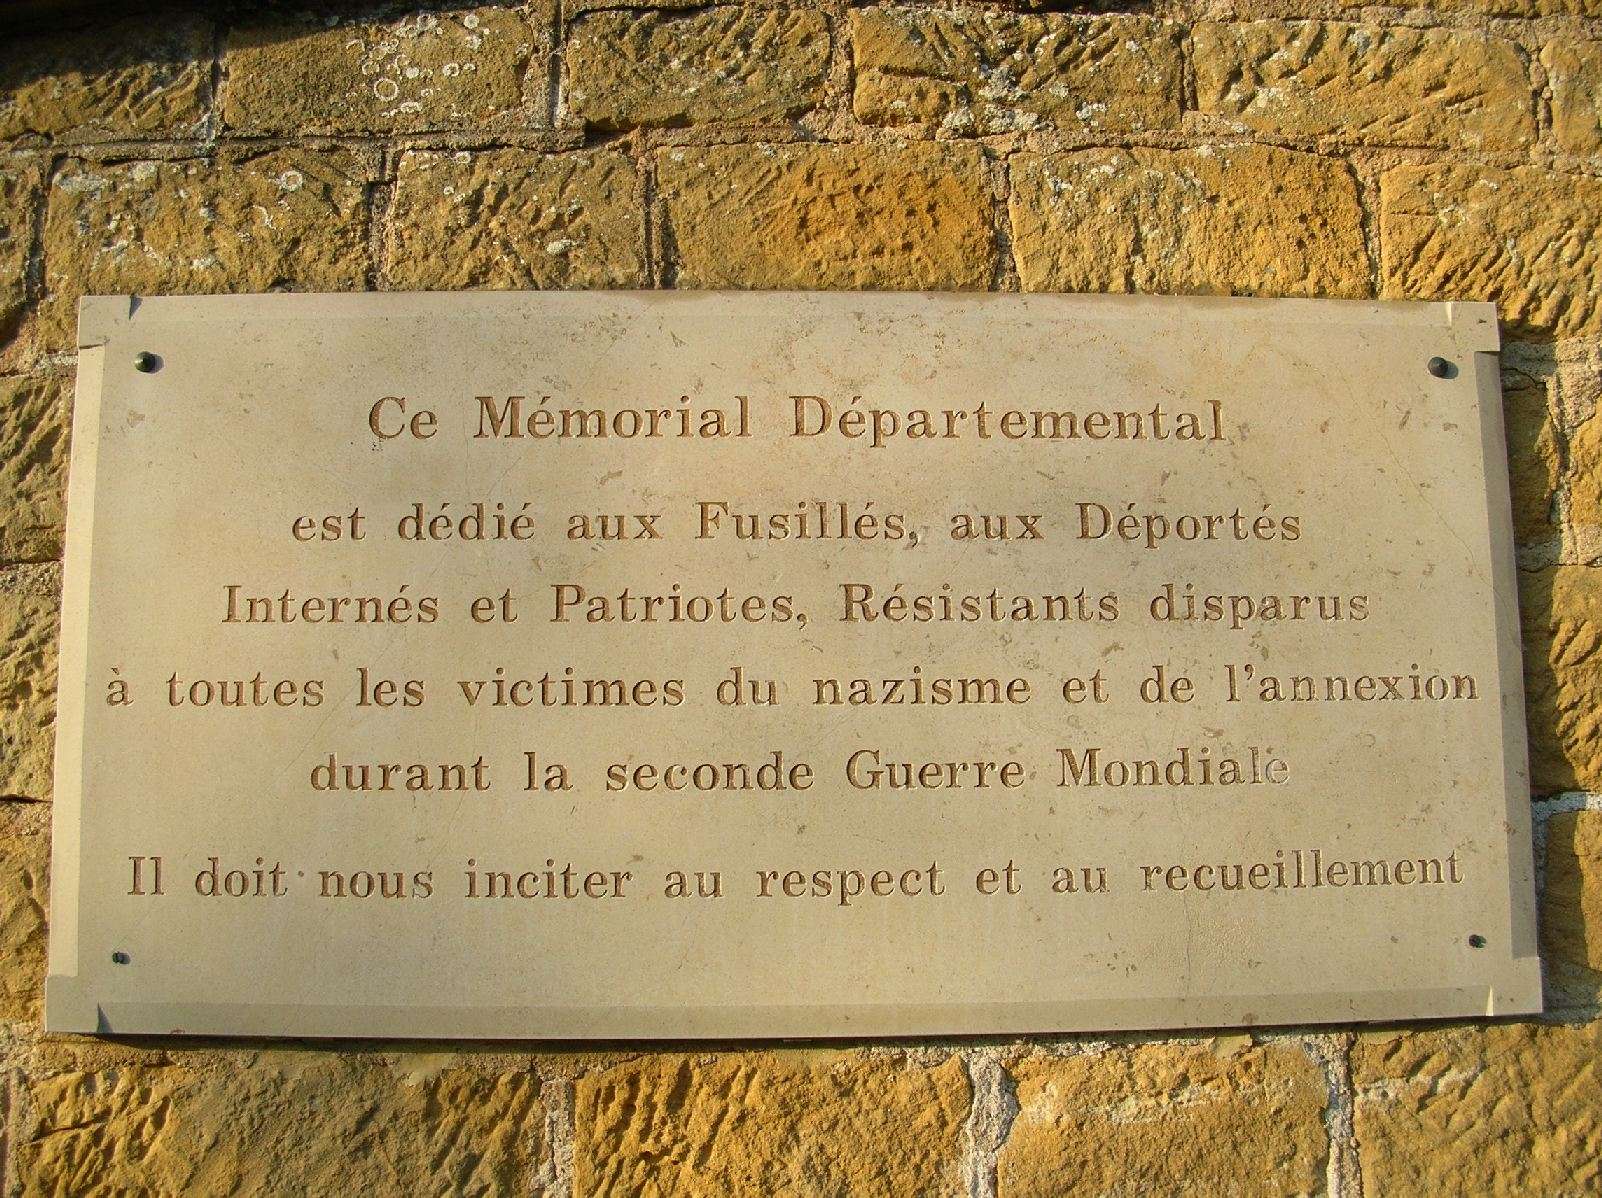 Ce Mémorial Départemental
est dédié aux Fusillés, aux Déportés
Internés et Patriotes, Résistants disparus
à toutes les victimes du nazisme et de l'annexion
durant la seconde Guerre Mondiale
Il doit nous inciter au respect et au recueillement